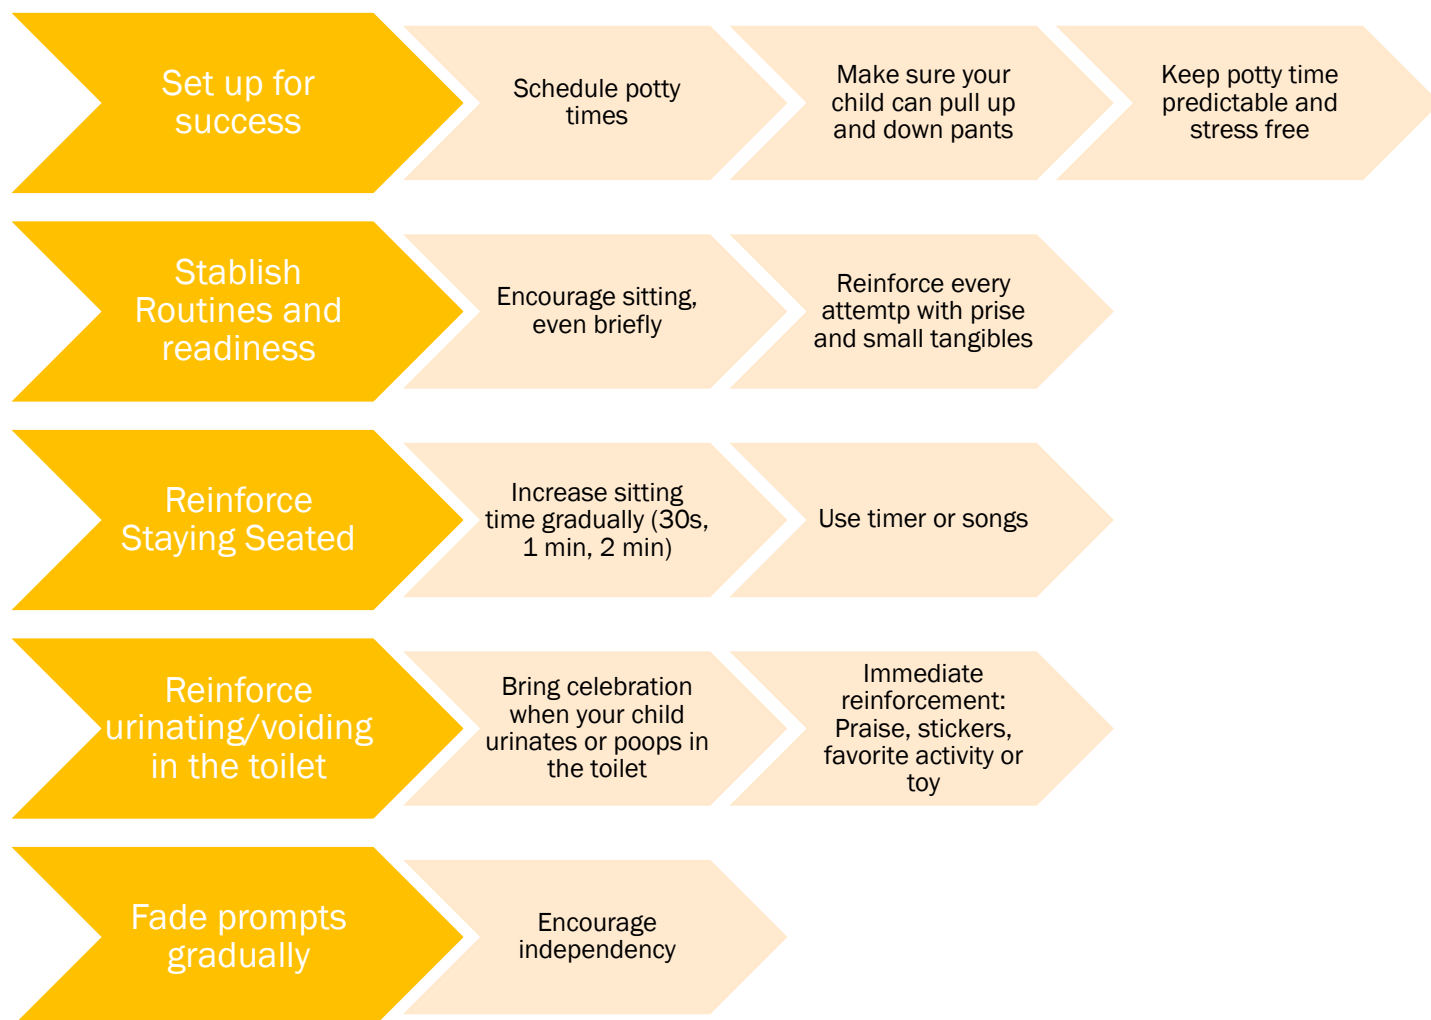 Set up for
success
Schedule potty
times
Make sure your
child can pull up
and down pants
Keep potty time
predictable and
stress free
Stablish
Routines and
readiness
Encourage sitting,
even briefly
Reinforce every
attemtp with prise
and small tangibles
Reinforce
Staying Seated
Increase sitting
time gradually (30s,
1 min, 2 min)
Use timer or songs
Reinforce
urinating/voiding
in the toilet
Bring celebration
when your child
urinates or poops in
the toilet
Immediate
reinforcement:
Praise, stickers,
favorite activity or
toy
Fade prompts
gradually
Encourage
independency